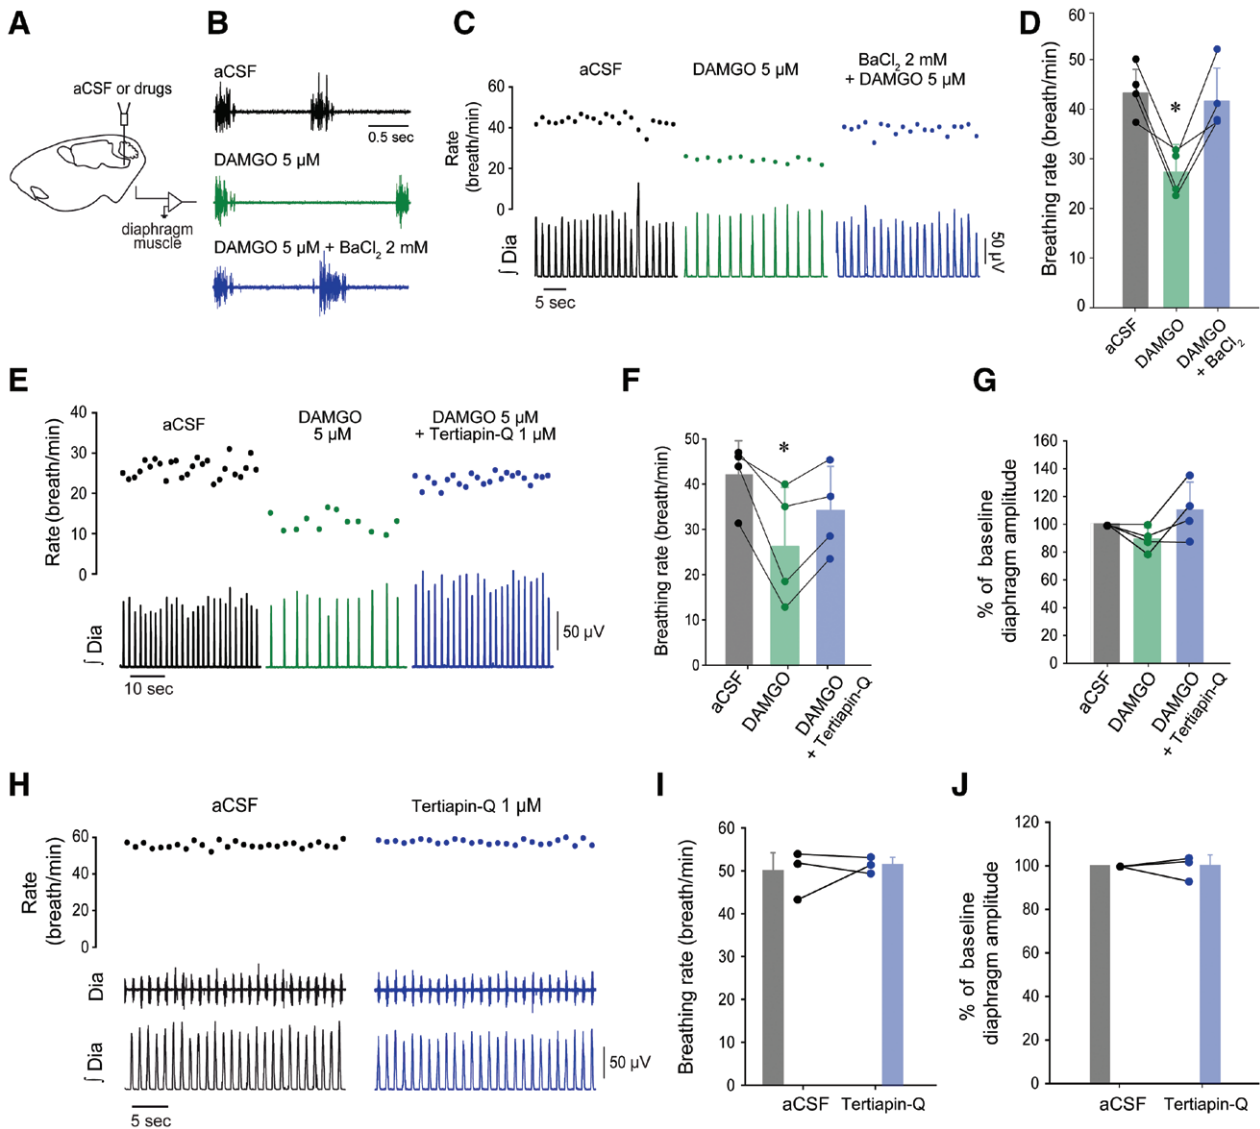 A
aCSF or drugs
diaphragm
muscle
B
aCSF
0.5 sec
DAMGO 5 µM
DAMGO 5 µM + BaCl2 2 mM
C
aCSF
DAMGO 5 µM
BaCl2 2 mM
+ DAMGO 5 µM
Rate
(breath/min)
60
40
20
0
∫ Dia
50 µV
5 sec
D
Breathing rate (breath/min)
60
50
40
30
20
10
0
*
aCSF
DAMGO
DAMGO
+ BaCl2
E
Rate (breath/min)
40
30
20
10
0
aCSF
DAMGO
5 µM
DAMGO 5 µM
+ Tertiapin-Q 1 µM
∫ Dia
50 µV
10 sec
F
Breathing rate (breath/min)
50
40
30
20
10
0
*
aCSF
DAMGO
DAMGO
+ Tertiapin-Q
G
% of baseline
diaphragm amplitude
160
140
120
100
80
60
40
20
0
aCSF
DAMGO
DAMGO
+ Tertiapin-Q
H
aCSF
Tertiapin-Q 1 µM
Rate
(breath/min)
60
40
20
0
Dia
∫ Dia
50 µV
5 sec
I
Breathing rate (breath/min)
60
50
40
30
20
10
0
aCSF
Tertiapin-Q
J
% of baseline
diaphragm amplitude
120
100
80
60
40
20
0
aCSF
Tertiapin-Q